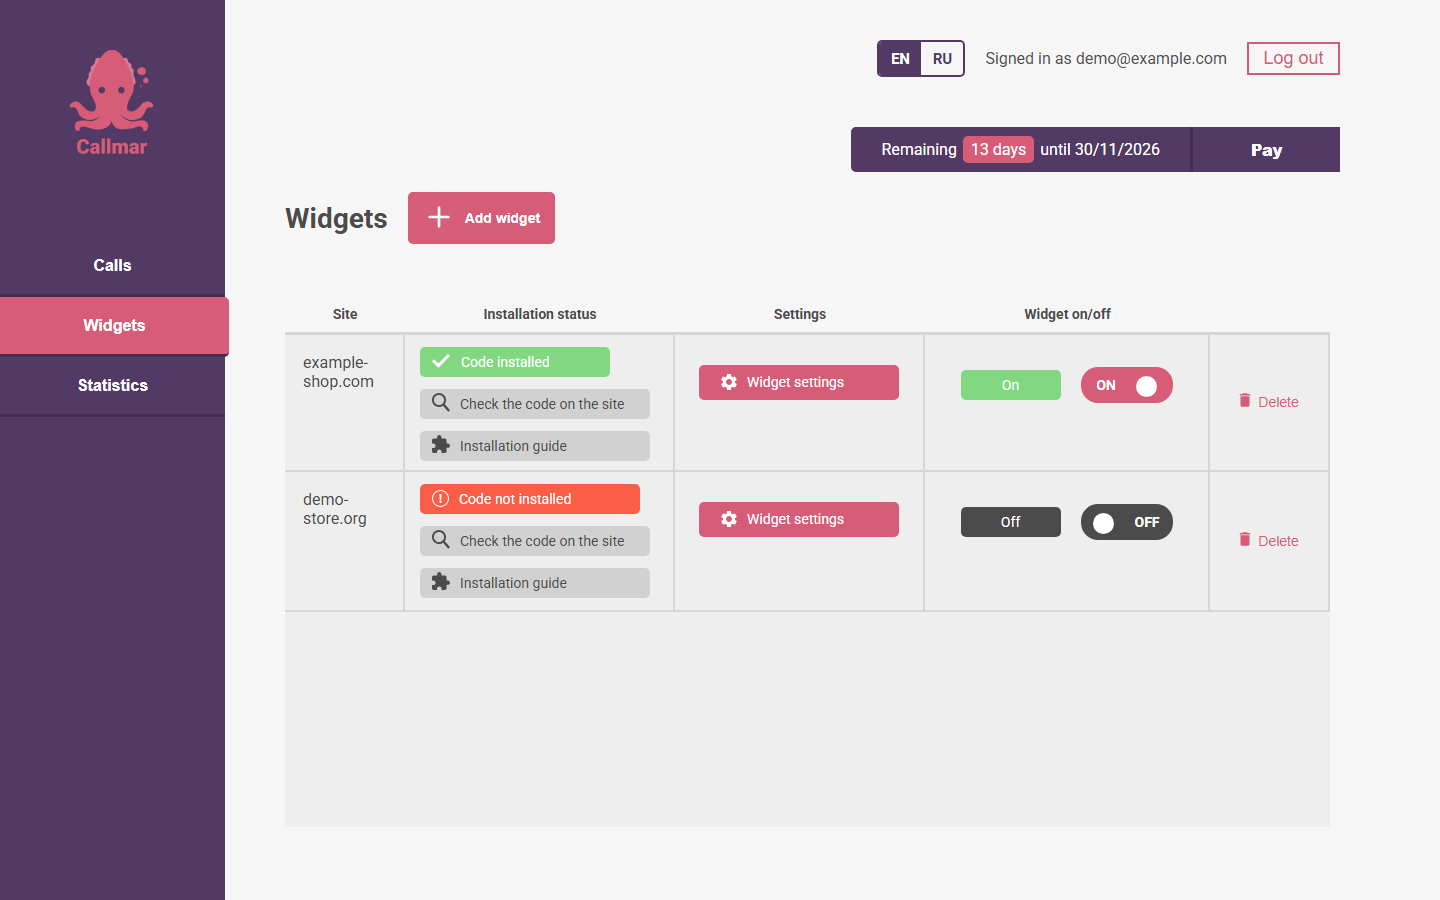 Callmar
EN RU Signed in as demo@example.com Log out
Remaining 13 days until 30/11/2026 Pay
Widgets Add widget
Calls
Widgets
Statistics
Site Installation status Settings Widget on/off
example-
shop.com
Code installed
Check the code on the site
Installation guide
Widget settings
On ON
Delete
demo-
store.org
Code not installed
Check the code on the site
Installation guide
Widget settings
Off OFF
Delete